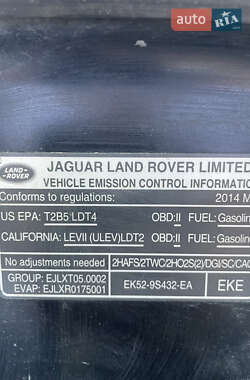 AUTO.RIA
LAND
ROVER
JAGUAR LAND ROVER LIMITED
VEHICLE EMISSION CONTROL INFORMATIO
Conforms to regulations: 2014 M
US EPA: T2B5 LDT4 OBD:II FUEL: Gasolin
CALIFORNIA: LEVII (ULEV)LDT2 OBD:II FUEL: Gasolin
No adjustments needed 2HAFS/2TWC/2HO2S(2)/DGI/SC/CAC
GROUP: EJLXT05.0002
EVAP: EJLXR0175001
EK52-9S432-EA
EKE